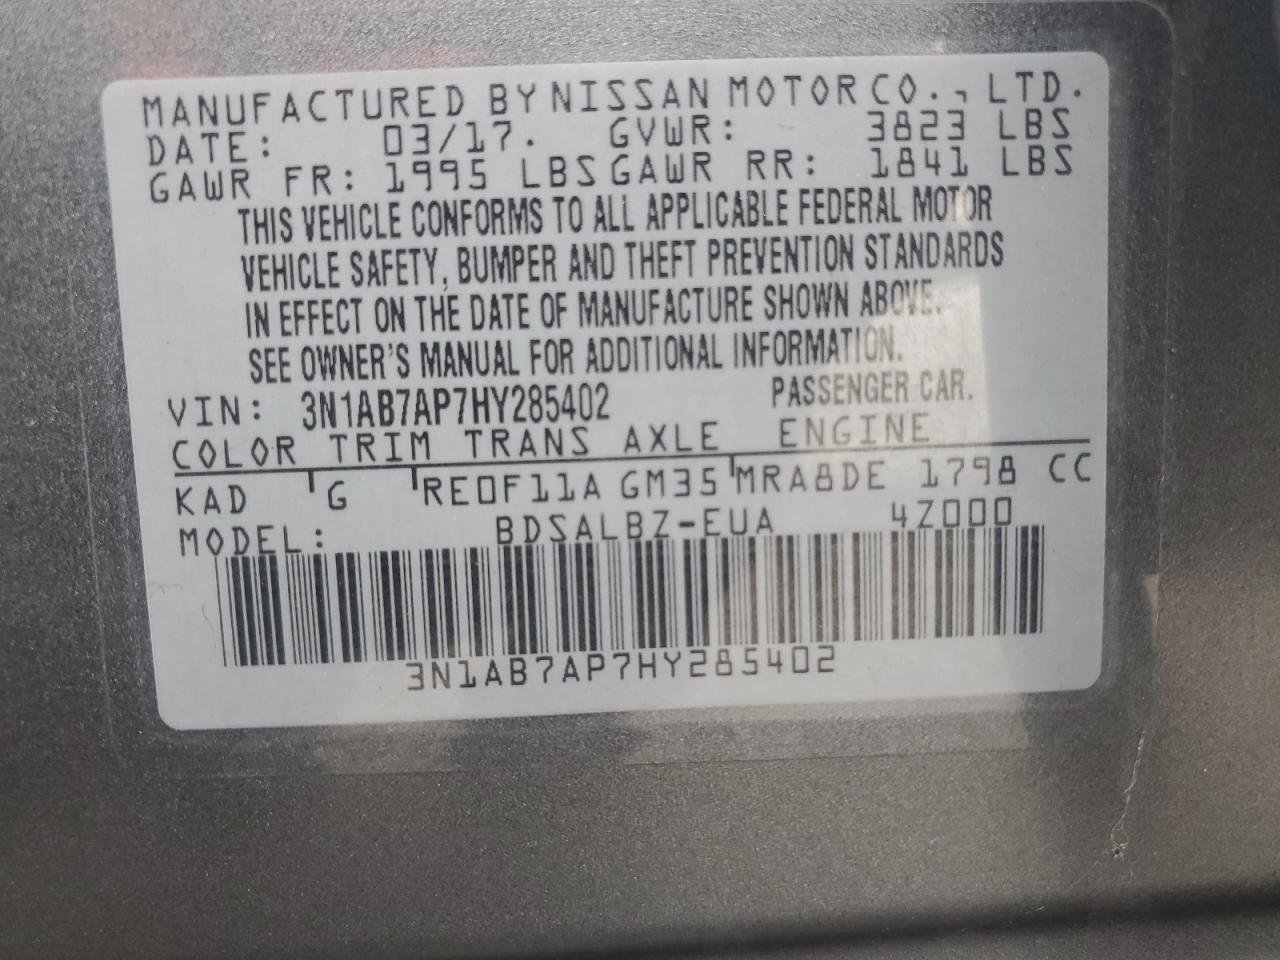 MANUFACTURED BY NISSAN MOTOR CO., LTD.
DATE: 03/17. GVWR: 3823 LBS
GAWR FR: 1995 LBS GAWR RR: 1841 LBS
THIS VEHICLE CONFORMS TO ALL APPLICABLE FEDERAL MOTOR
VEHICLE SAFETY, BUMPER AND THEFT PREVENTION STANDARDS
IN EFFECT ON THE DATE OF MANUFACTURE SHOWN ABOVE.
SEE OWNER'S MANUAL FOR ADDITIONAL INFORMATION.
VIN: 3N1AB7AP7HY285402 PASSENGER CAR.
COLOR TRIM TRANS AXLE ENGINE
KAD G RE0F11A GM35 MRA8DE 1798 CC
MODEL: BDSALBZ-EUA 4Z000
3N1AB7AP7HY285402